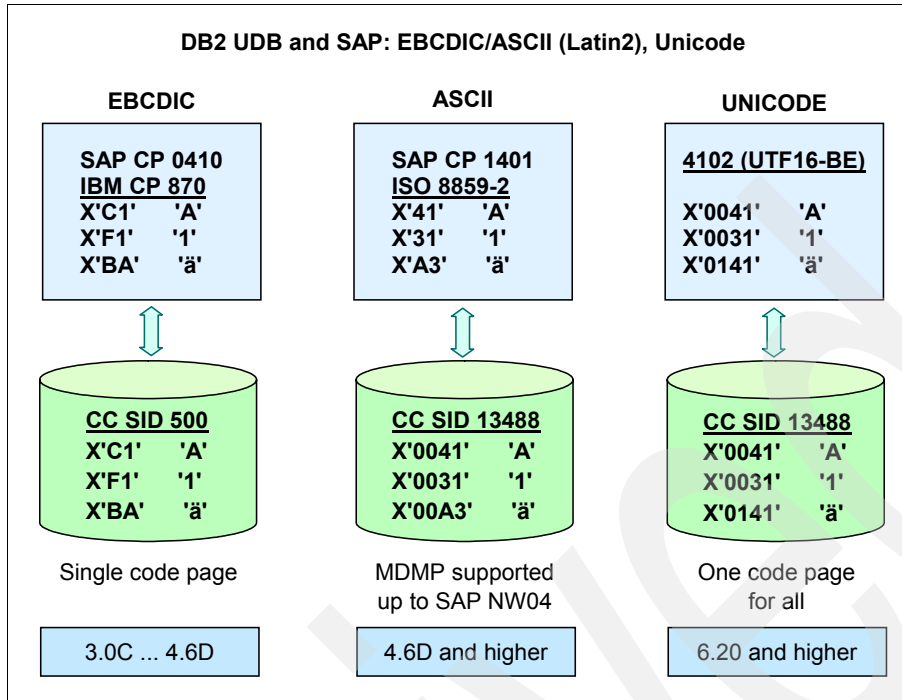 DB2 UDB and SAP: EBCDIC/ASCII (Latin2), Unicode
EBCDIC
SAP CP 0410
IBM CP 870
X'C1' 'A'
X'F1' '1'
X'BA' 'ä'
CC SID 500
X'C1' 'A'
X'F1' '1'
X'BA' 'ä'
Single code page
3.0C ... 4.6D
ASCII
SAP CP 1401
ISO 8859-2
X'41' 'A'
X'31' '1'
X'A3' 'ä'
CC SID 13488
X'0041' 'A'
X'0031' '1'
X'00A3' 'ä'
MDMP supported
up to SAP NW04
4.6D and higher
UNICODE
4102 (UTF16-BE)
X'0041' 'A'
X'0031' '1'
X'0141' 'ä'
CC SID 13488
X'0041' 'A'
X'0031' '1'
X'0141' 'ä'
One code page
for all
6.20 and higher